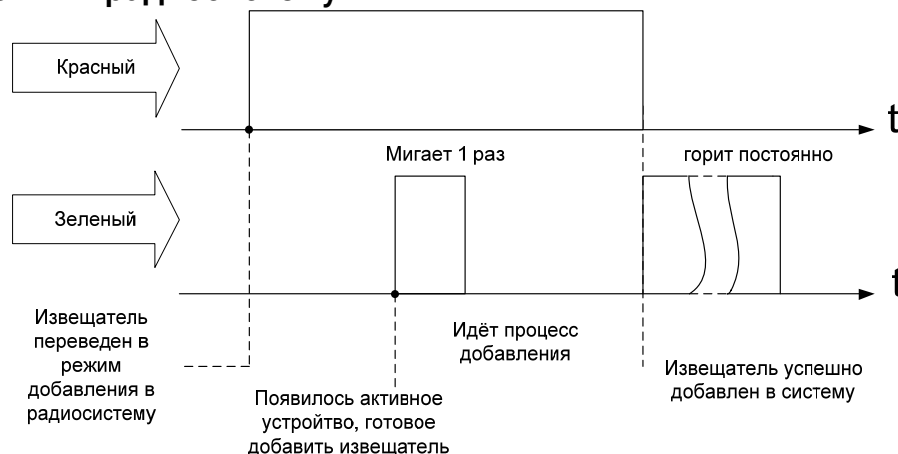 Красный
t
Мигает 1 раз
горит постоянно
Зеленый
t
Извещатель
переведен в
режим
добавления в
радиосистему
Идёт процесс
добавления
Извещатель успешно
добавлен в систему
Появилось активное
устройтво, готовое
добавить извещатель